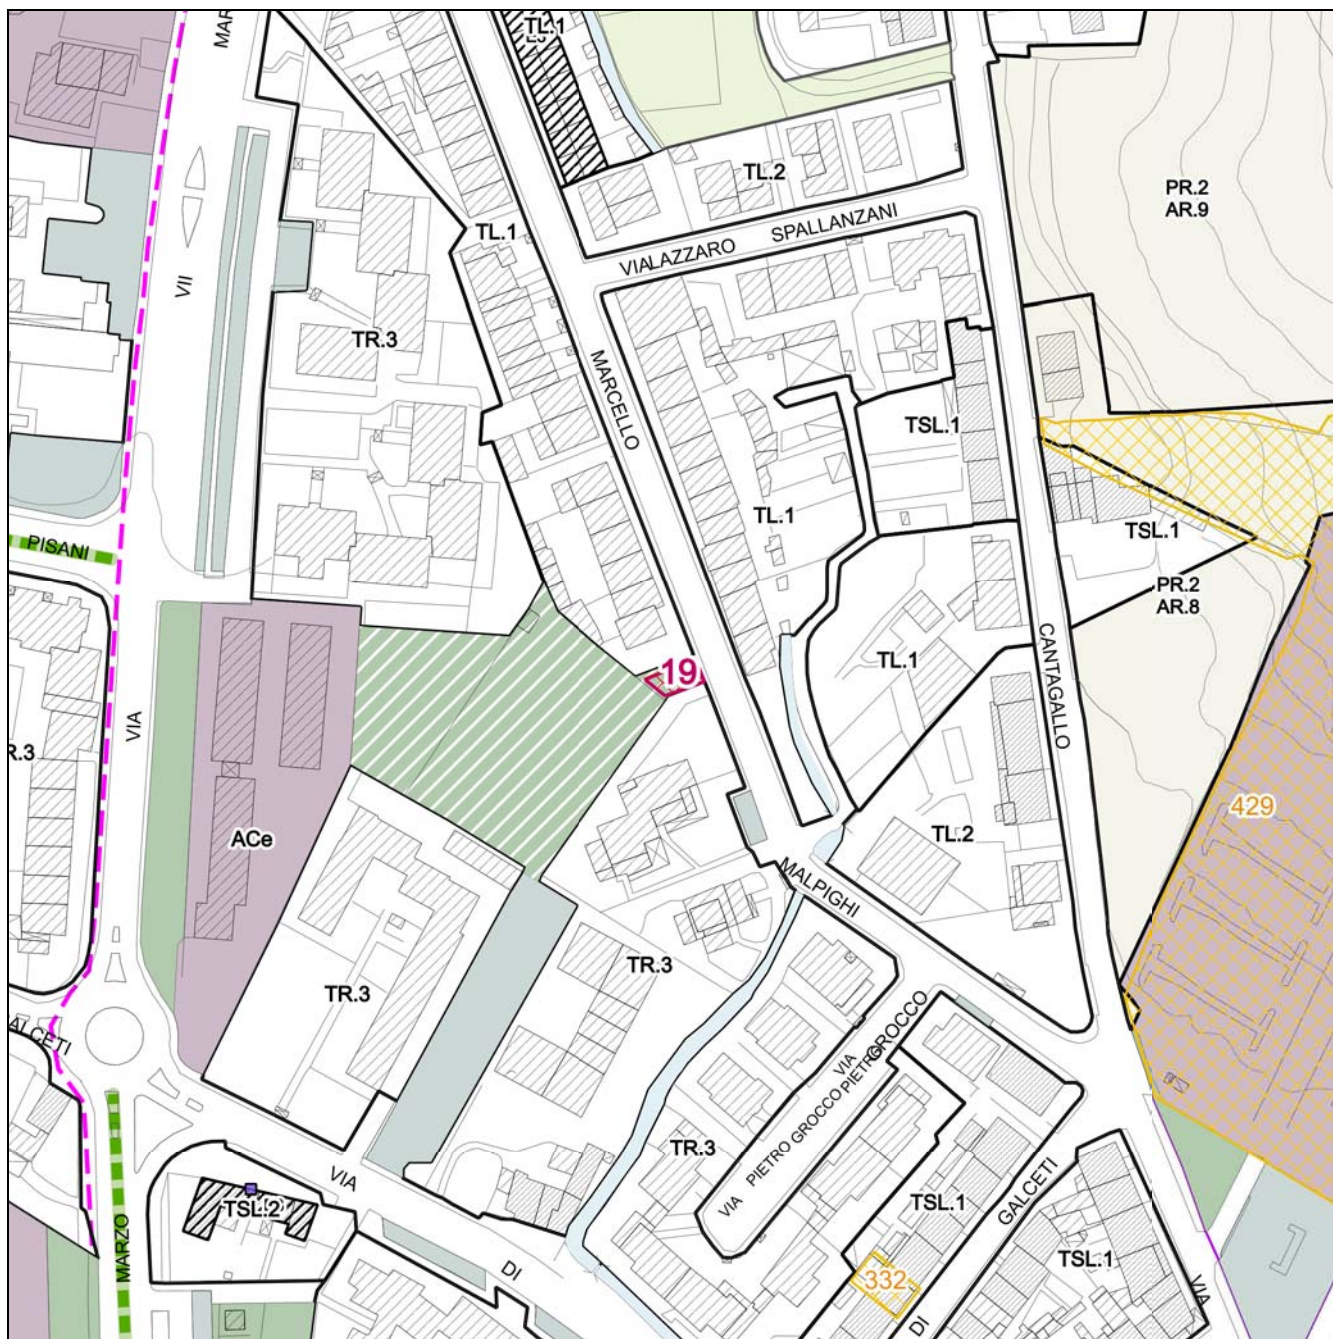 TL.1
MAR
TL.2
PR.2
AR.9
VIALAZZARO SPALLANZANI
TL.1
VII
TR.3
MARCELLO
TSL.1
TL.1
TSL.1
PISANI
PR.2
AR.8
CANTAGALLO
TL.1
19
VIA
R.3
429
ACe
TL.2
MALPIGHI
TR.3
TR.3
GROCCO
VIA
VIA PIETRO GROCCO PIETRO
ALCETI
TR.3
VIA
TSL.2
TSL.1
GALCETI
MARZO
TSL.1
DI
332
VIA
DI